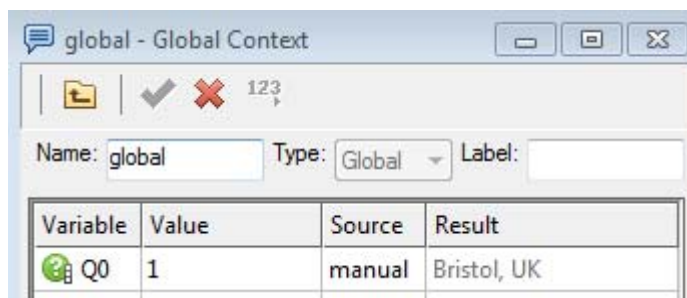 global - Global Context
123
Name: global Type: Global Label:
Variable Value Source Result
Q0 1 manual Bristol, UK